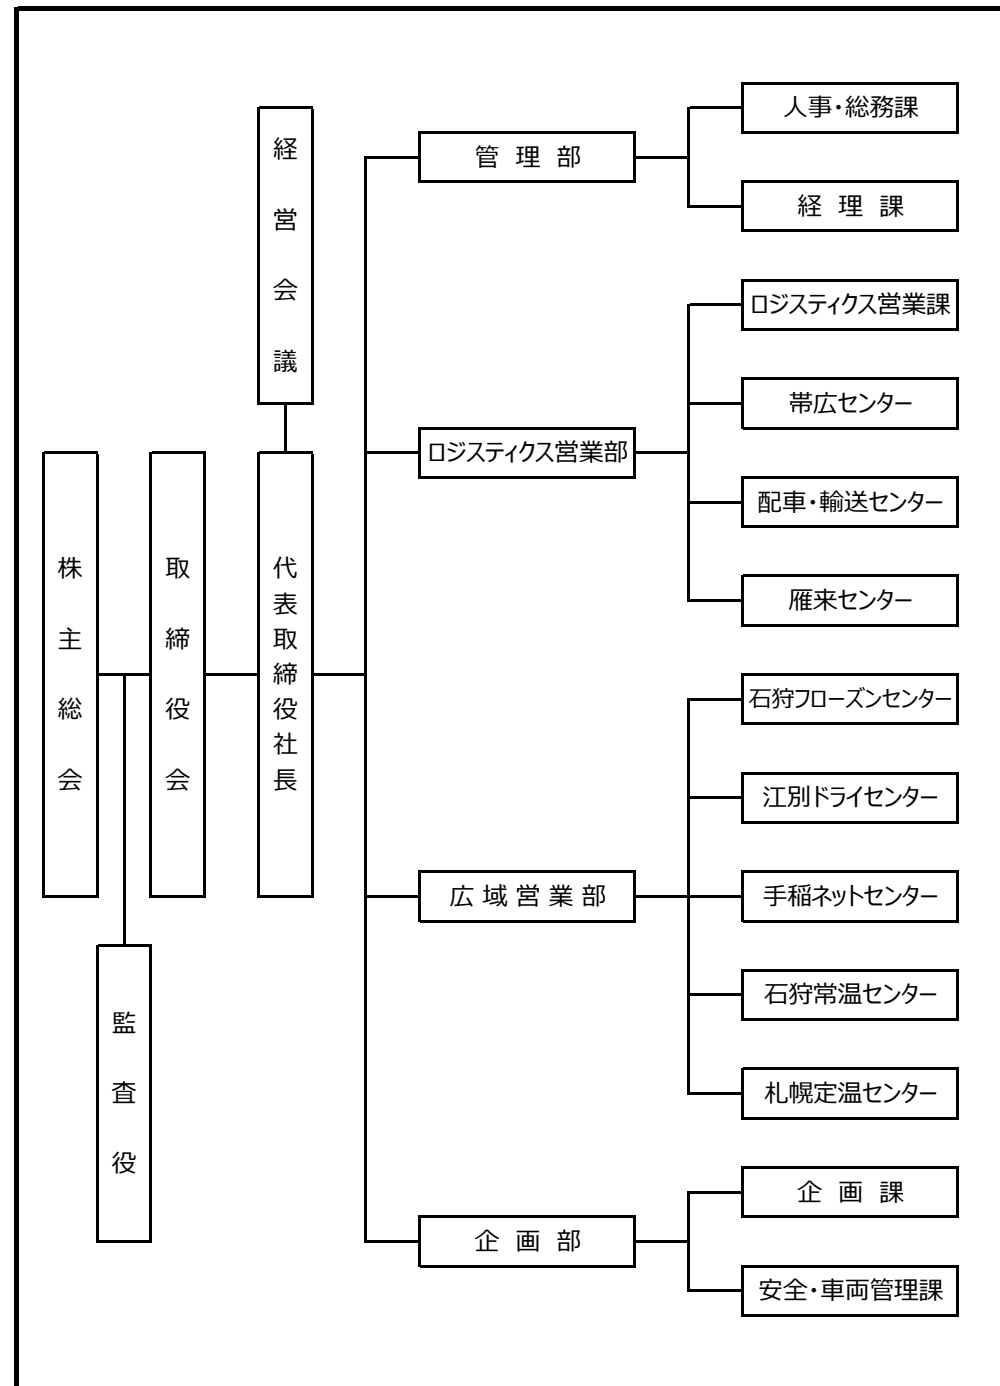 株主総会
監査役
取締役会
経営会議
代表取締役社長
管理部
人事・総務課
経理課
ロジスティクス営業部
ロジスティクス営業課
帯広センター
配車・輸送センター
雁来センター
広域営業部
石狩フローズンセンター
江別ドライセンター
手稲ネットセンター
石狩常温センター
札幌定温センター
企画部
企画課
安全・車両管理課